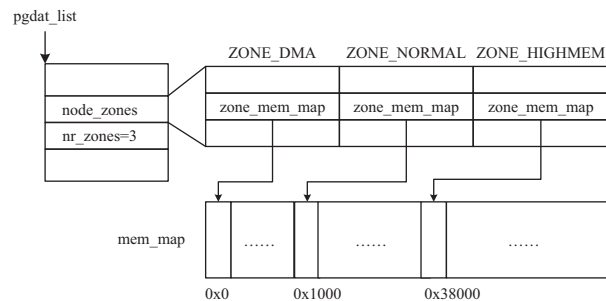 pgdat_list
ZONE_DMA ZONE_NORMAL ZONE_HIGHMEM
node_zones zone_mem_map zone_mem_map zone_mem_map
nr_zones=3
mem_map …… …… ……
0x0 0x1000 0x38000